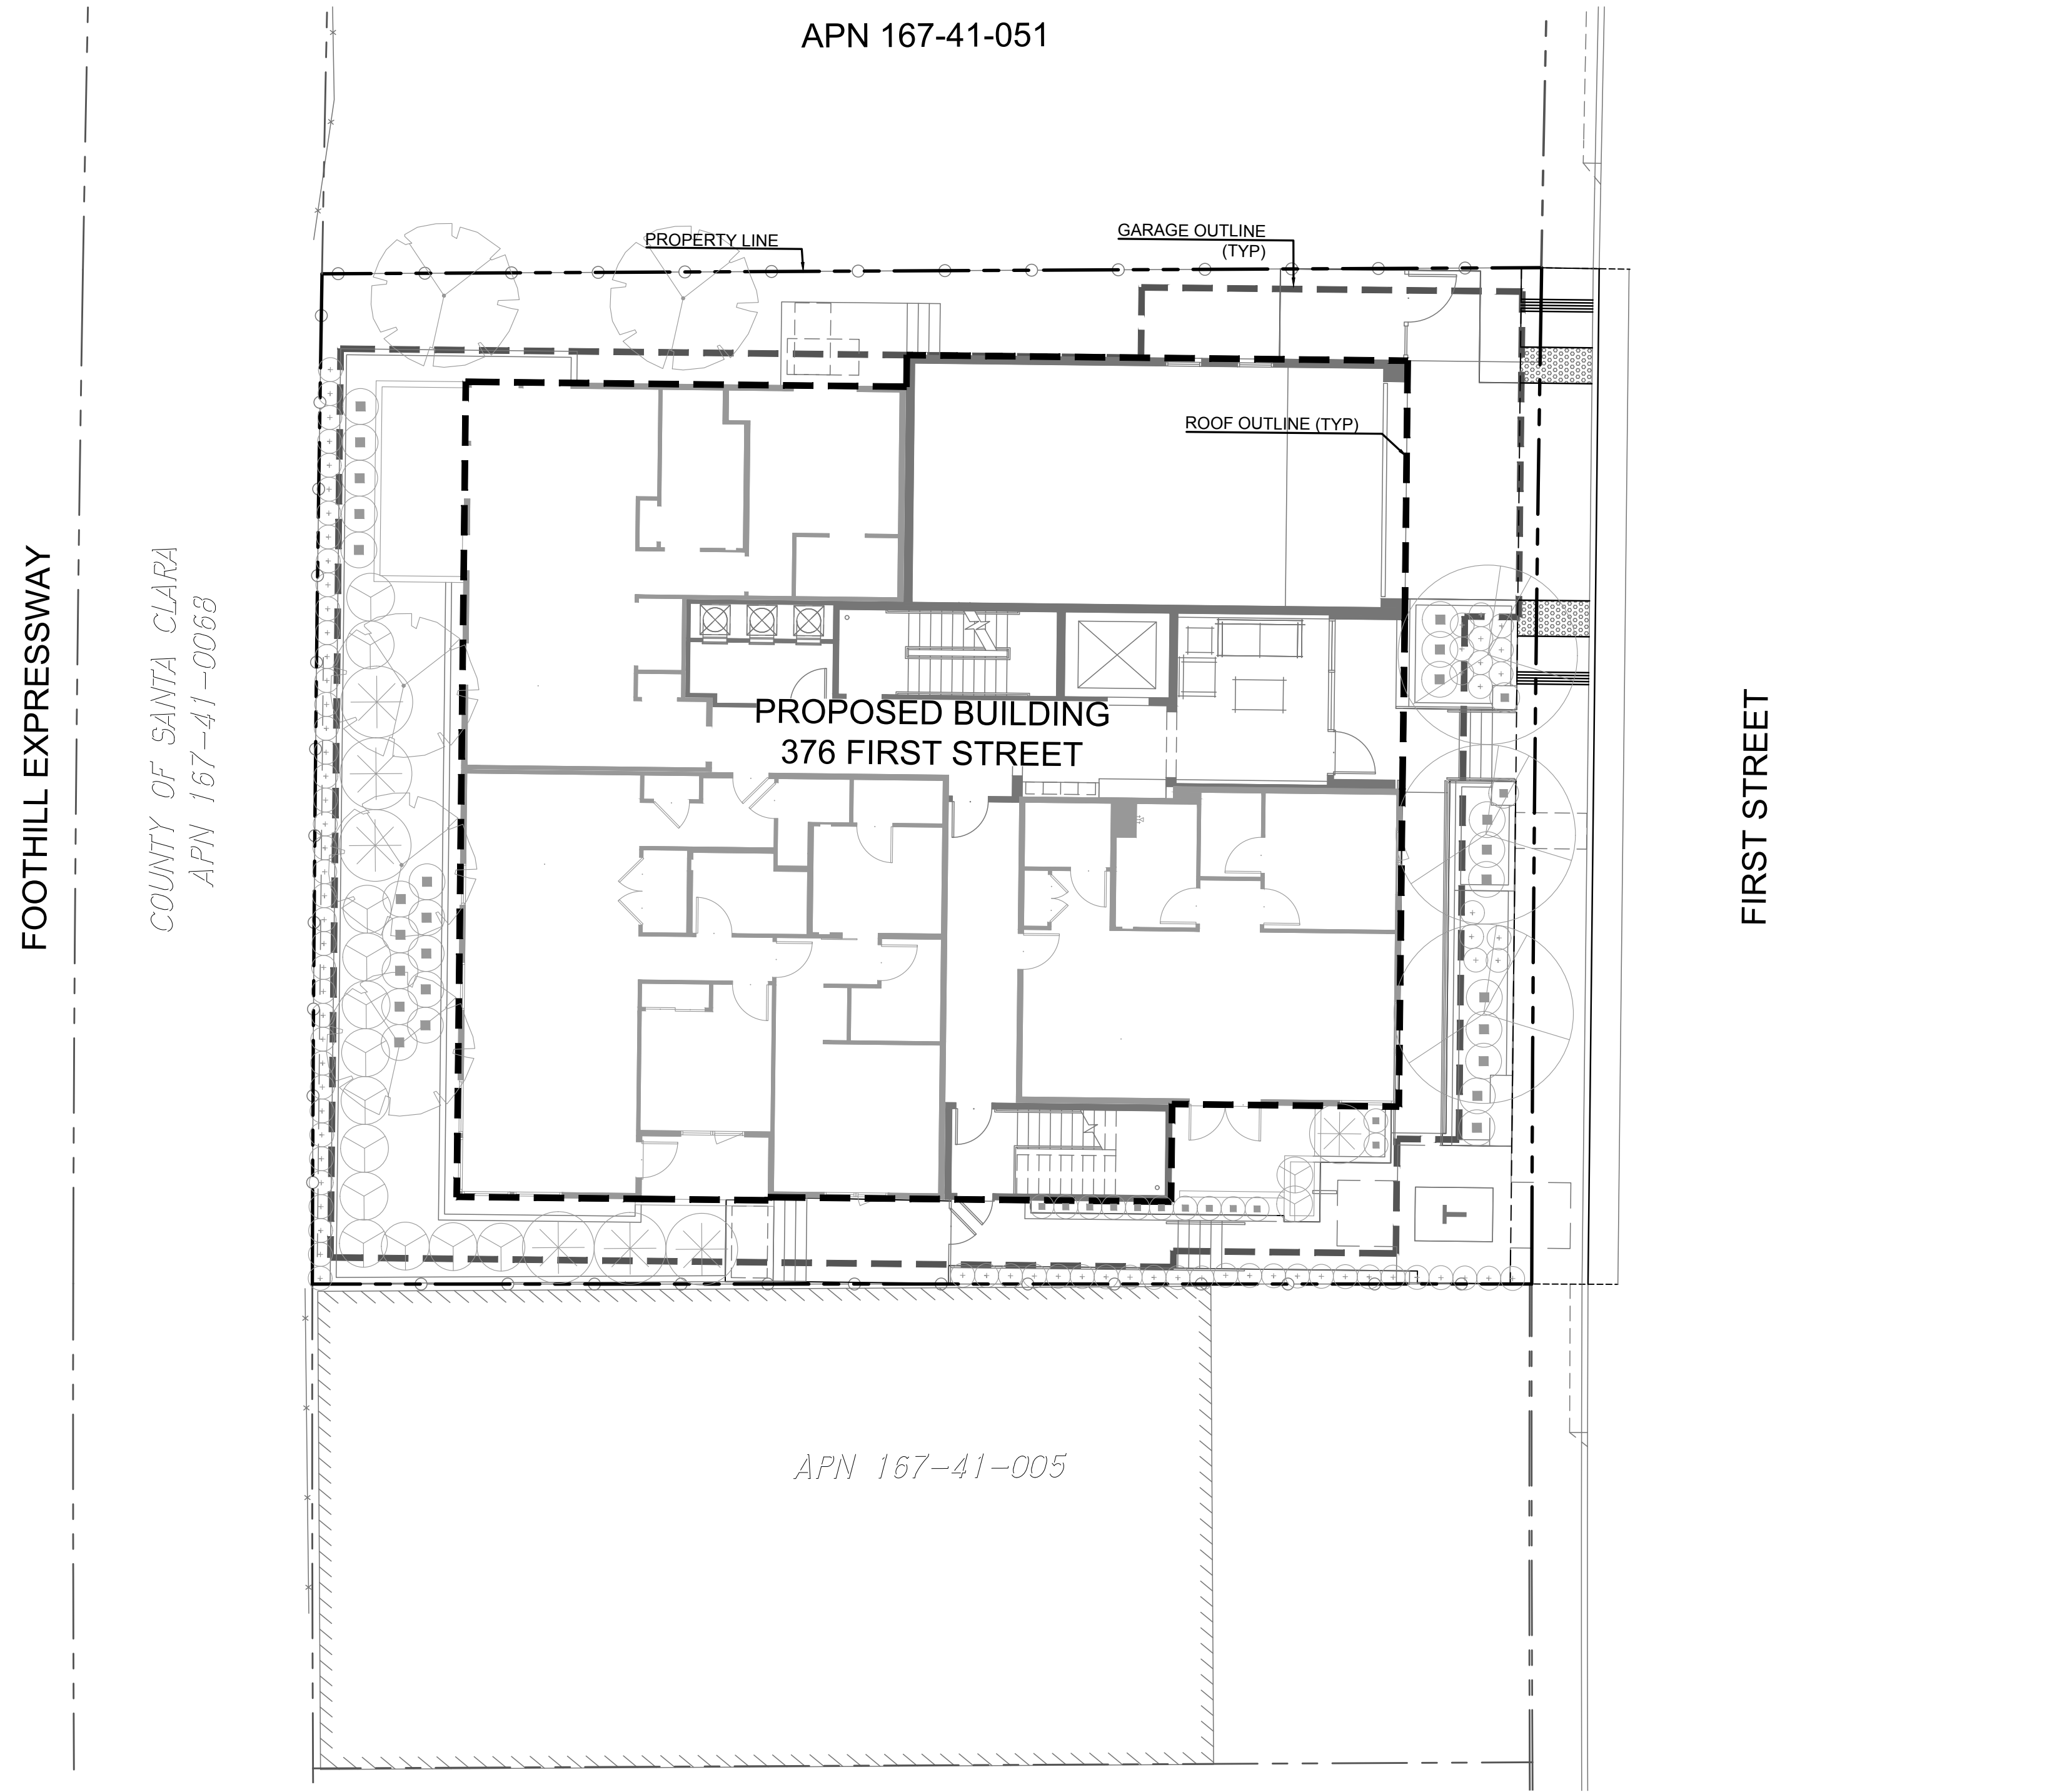 APN 167-41-051
PROPERTY LINE
GARAGE OUTLINE
(TYP)
ROOF OUTLINE (TYP)
FOOTHILL EXPRESSWAY
COUNTY OF SANTA CLARA
APN 167-41-0068
PROPOSED BUILDING
376 FIRST STREET
FIRST STREET
T
APN 167-41-005